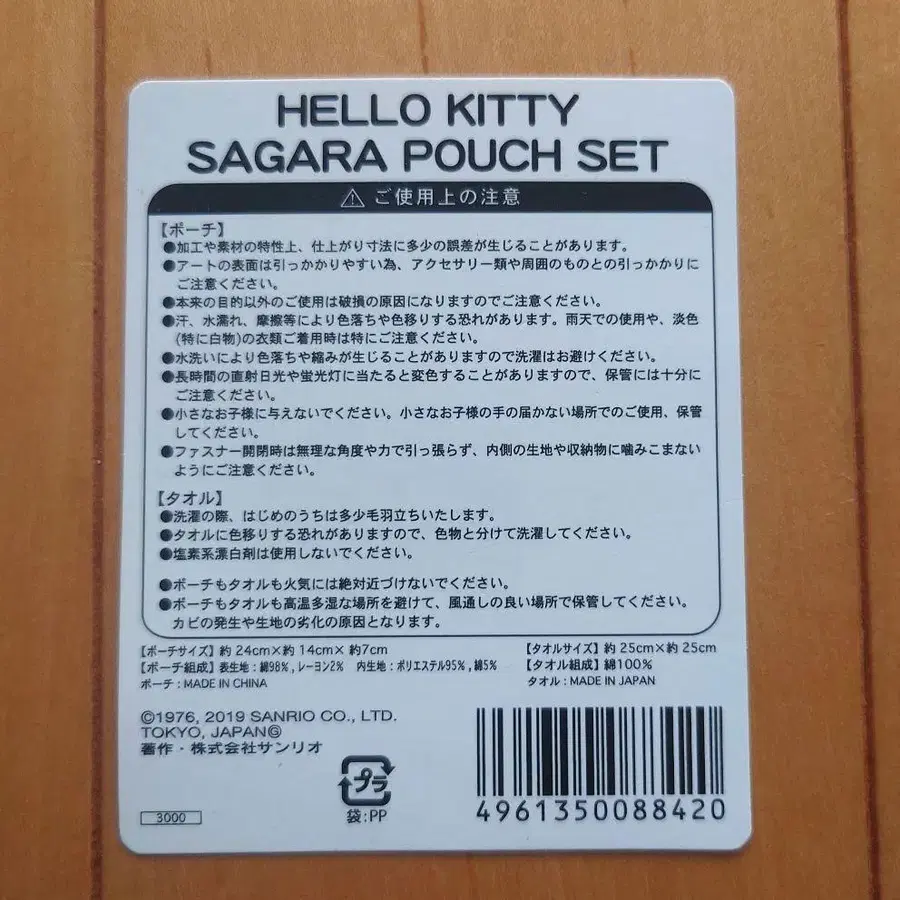 HELLO KITTY
SAGARA POUCH SET
⚠ ご使用上の注意
【ポーチ】
●加工や素材の特性上、仕上がり寸法に多少の誤差が生じることがあります。
●アートの表面は引っかかりやすい為、アクセサリー類や周囲のものとの引っかかりに
ご注意ください。
●本来の目的以外のご使用は破損の原因になりますのでご注意ください。
●汗、水濡れ、摩擦等により色落ちや色移りする恐れがあります。雨天での使用や、淡色
(特に白物)の衣類ご着用時は特にご注意ください。
●水洗いにより色落ちや縮みが生じることがありますので洗濯はお避けください。
●長時間の直射日光や蛍光灯に当たると変色することがありますので、保管には十分に
ご注意ください。
●小さなお子様に与えないでください。小さなお子様の手の届かない場所でのご使用、保管
してください。
●ファスナー開閉時は無理な角度や力で引っ張らず、内側の生地や収納物に噛みこまない
ようにご注意ください。
【タオル】
●洗濯の際、はじめのうちは多少毛羽立ちいたします。
●タオルに色移りする恐れがありますので、色物と分けて洗濯してください。
●塩素系漂白剤は使用しないでください。
●ポーチもタオルも火気には絶対近づけないでください。
●ポーチもタオルも高温多湿な場所を避けて、風通しの良い場所で保管してください。
カビの発生や生地の劣化の原因となります。
【ポーチサイズ】約24cm×約14cm×約7cm 【タオルサイズ】約25cm×約25cm
【ポーチ組成】表生地：綿98%,レーヨン2% 内生地：ポリエステル95%,綿5% 【タオル組成】綿100%
ポーチ：MADE IN CHINA タオル：MADE IN JAPAN
©1976, 2019 SANRIO CO., LTD.
TOKYO, JAPAN Ⓖ
著作・株式会社サンリオ
プラ
袋:PP
3000
4961350088420